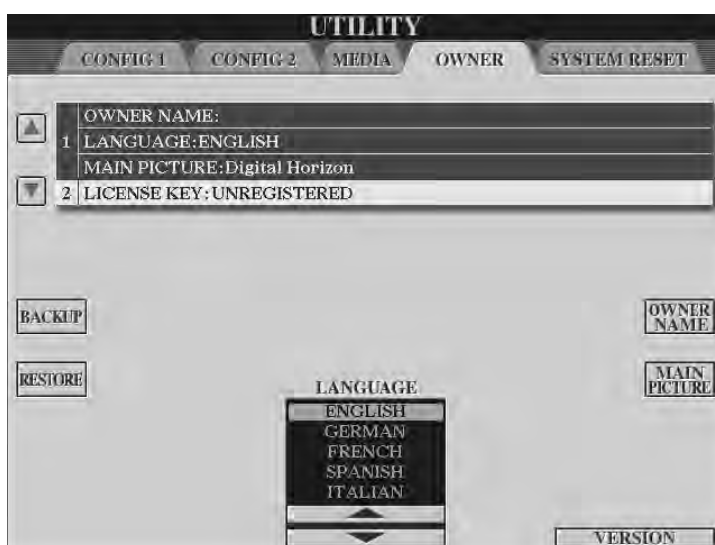 UTILITY
CONFIG 1 CONFIG 2 MEDIA OWNER SYSTEM RESET
OWNER NAME:
1 LANGUAGE:ENGLISH
MAIN PICTURE:Digital Horizon
2 LICENSE KEY:UNREGISTERED
BACKUP
OWNER
NAME
RESTORE
MAIN
PICTURE
LANGUAGE
ENGLISH
GERMAN
FRENCH
SPANISH
ITALIAN
VERSION